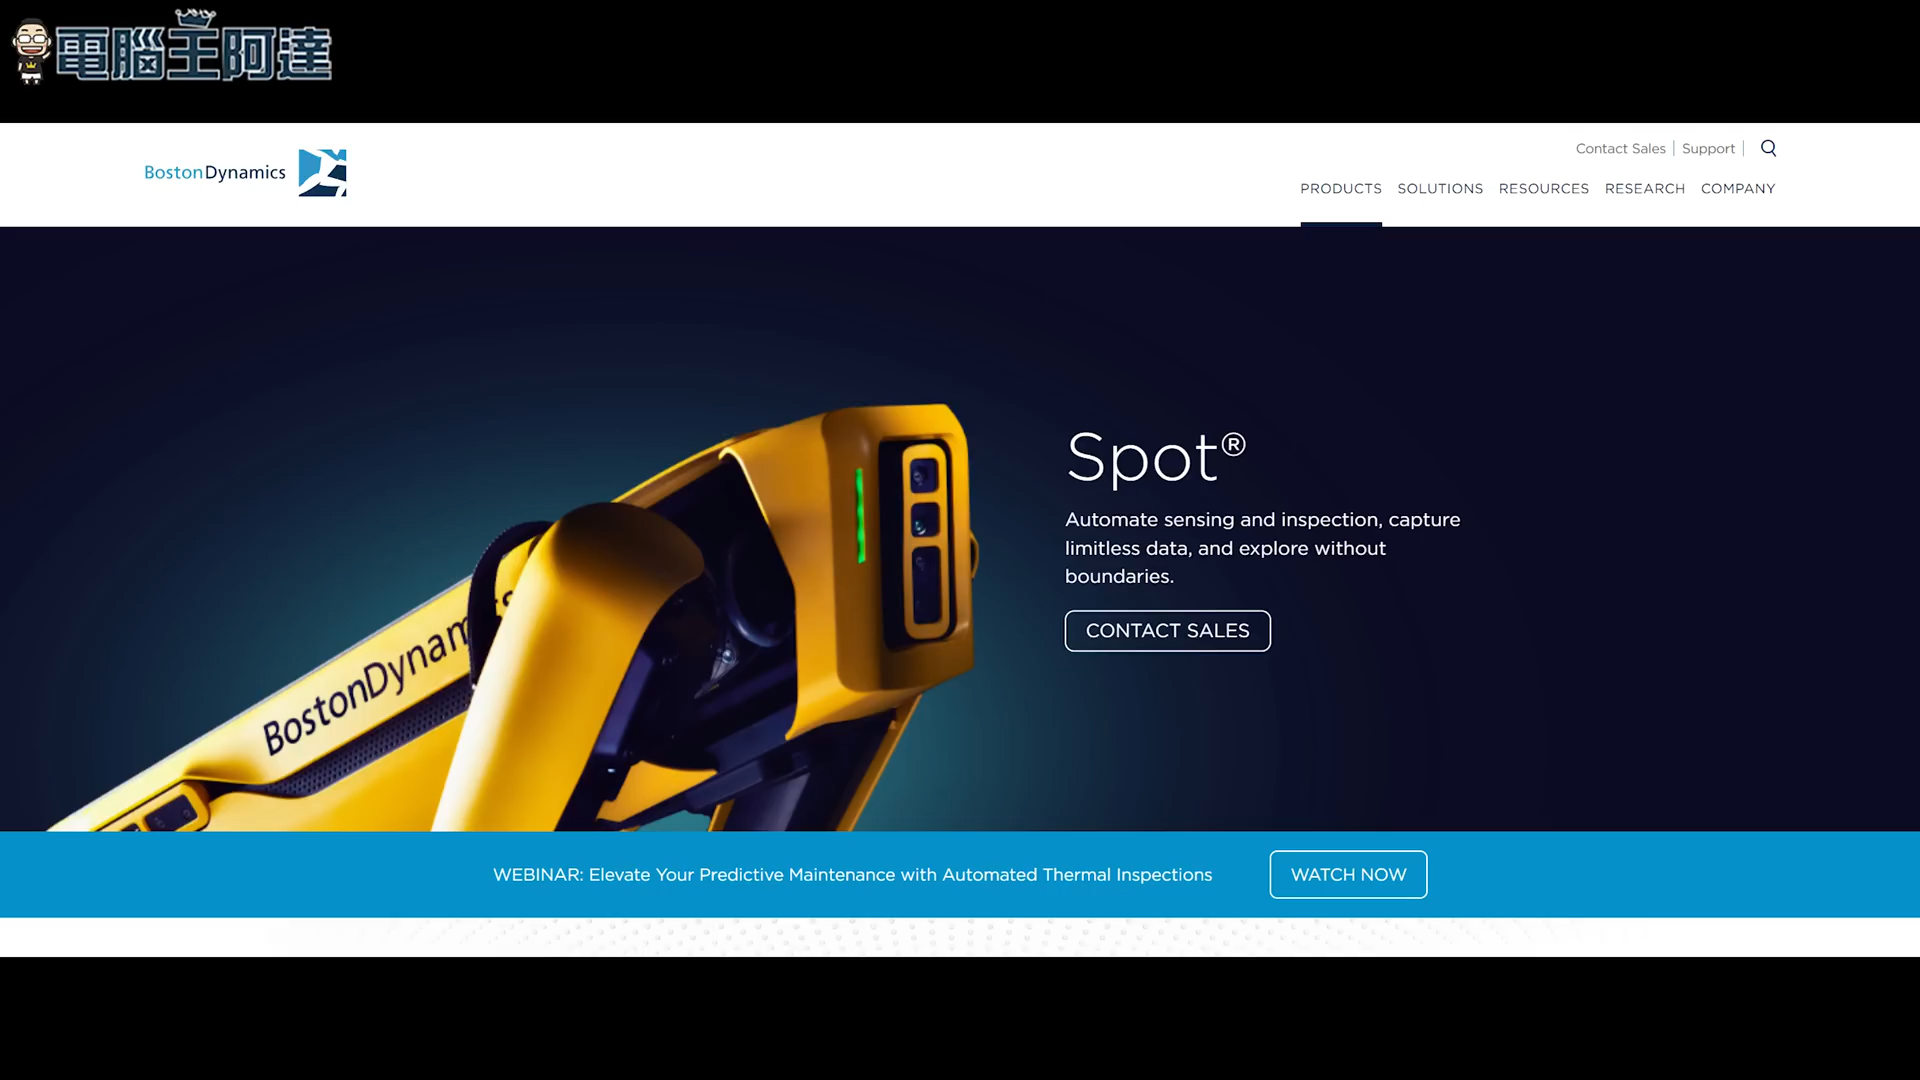 電腦王阿達
BostonDynamics
Contact Sales
Support
PRODUCTS
SOLUTIONS
RESOURCES
RESEARCH
COMPANY
Spot®
Automate sensing and inspection, capture
limitless data, and explore without
boundaries.
CONTACT SALES
BostonDynam
s
WEBINAR: Elevate Your Predictive Maintenance with Automated Thermal Inspections
WATCH NOW